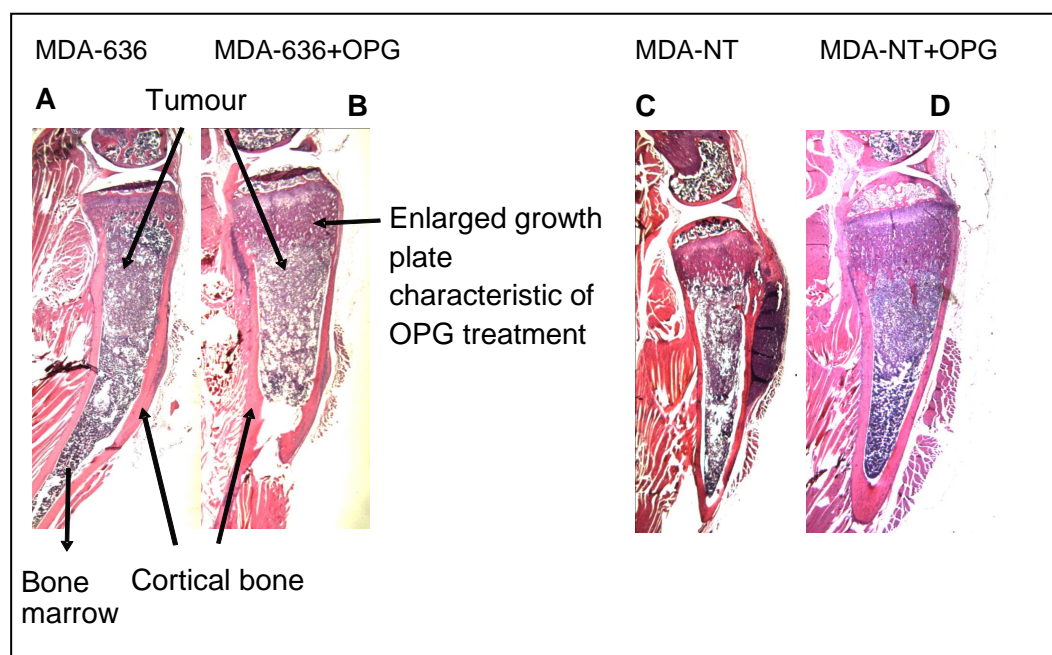 MDA-636
MDA-636+OPG
MDA-NT
MDA-NT+OPG
A
Tumour
B
C
D
Enlarged growth
plate
characteristic of
OPG treatment
Bone
marrow
Cortical bone